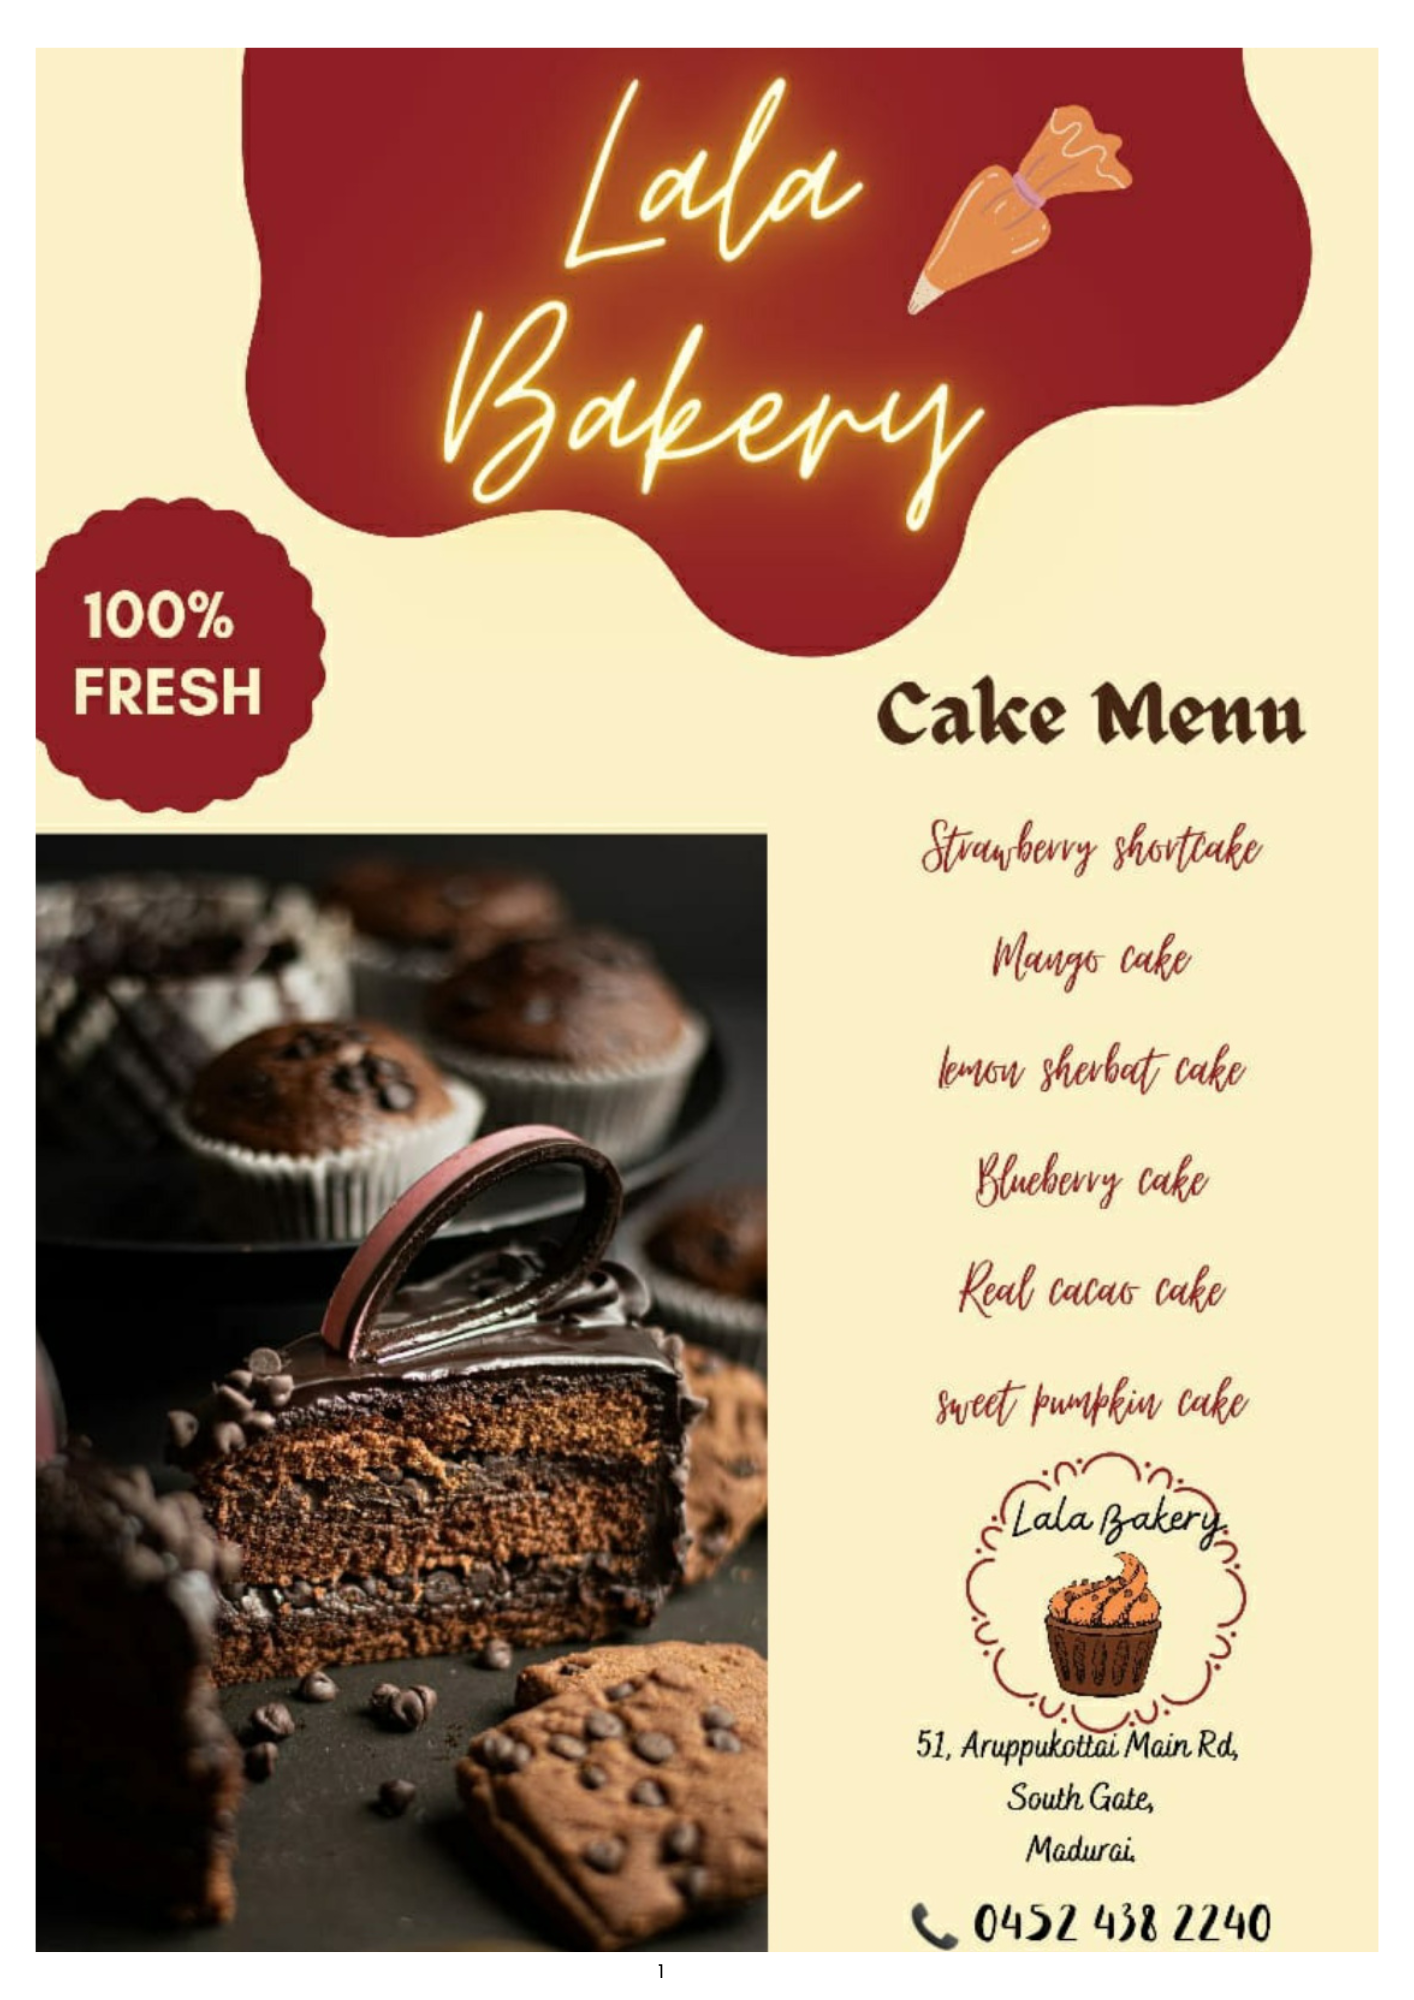 Lala
Bakery
100%
FRESH
Cake Menu
Strawberry shortcake
Mango cake
lemon sherbat cake
Blueberry cake
Real cacao cake
sweet pumpkin cake
Lala Bakery
51, Aruppukottai Main Rd,
South Gate,
Madurai.
0452 438 2240
1